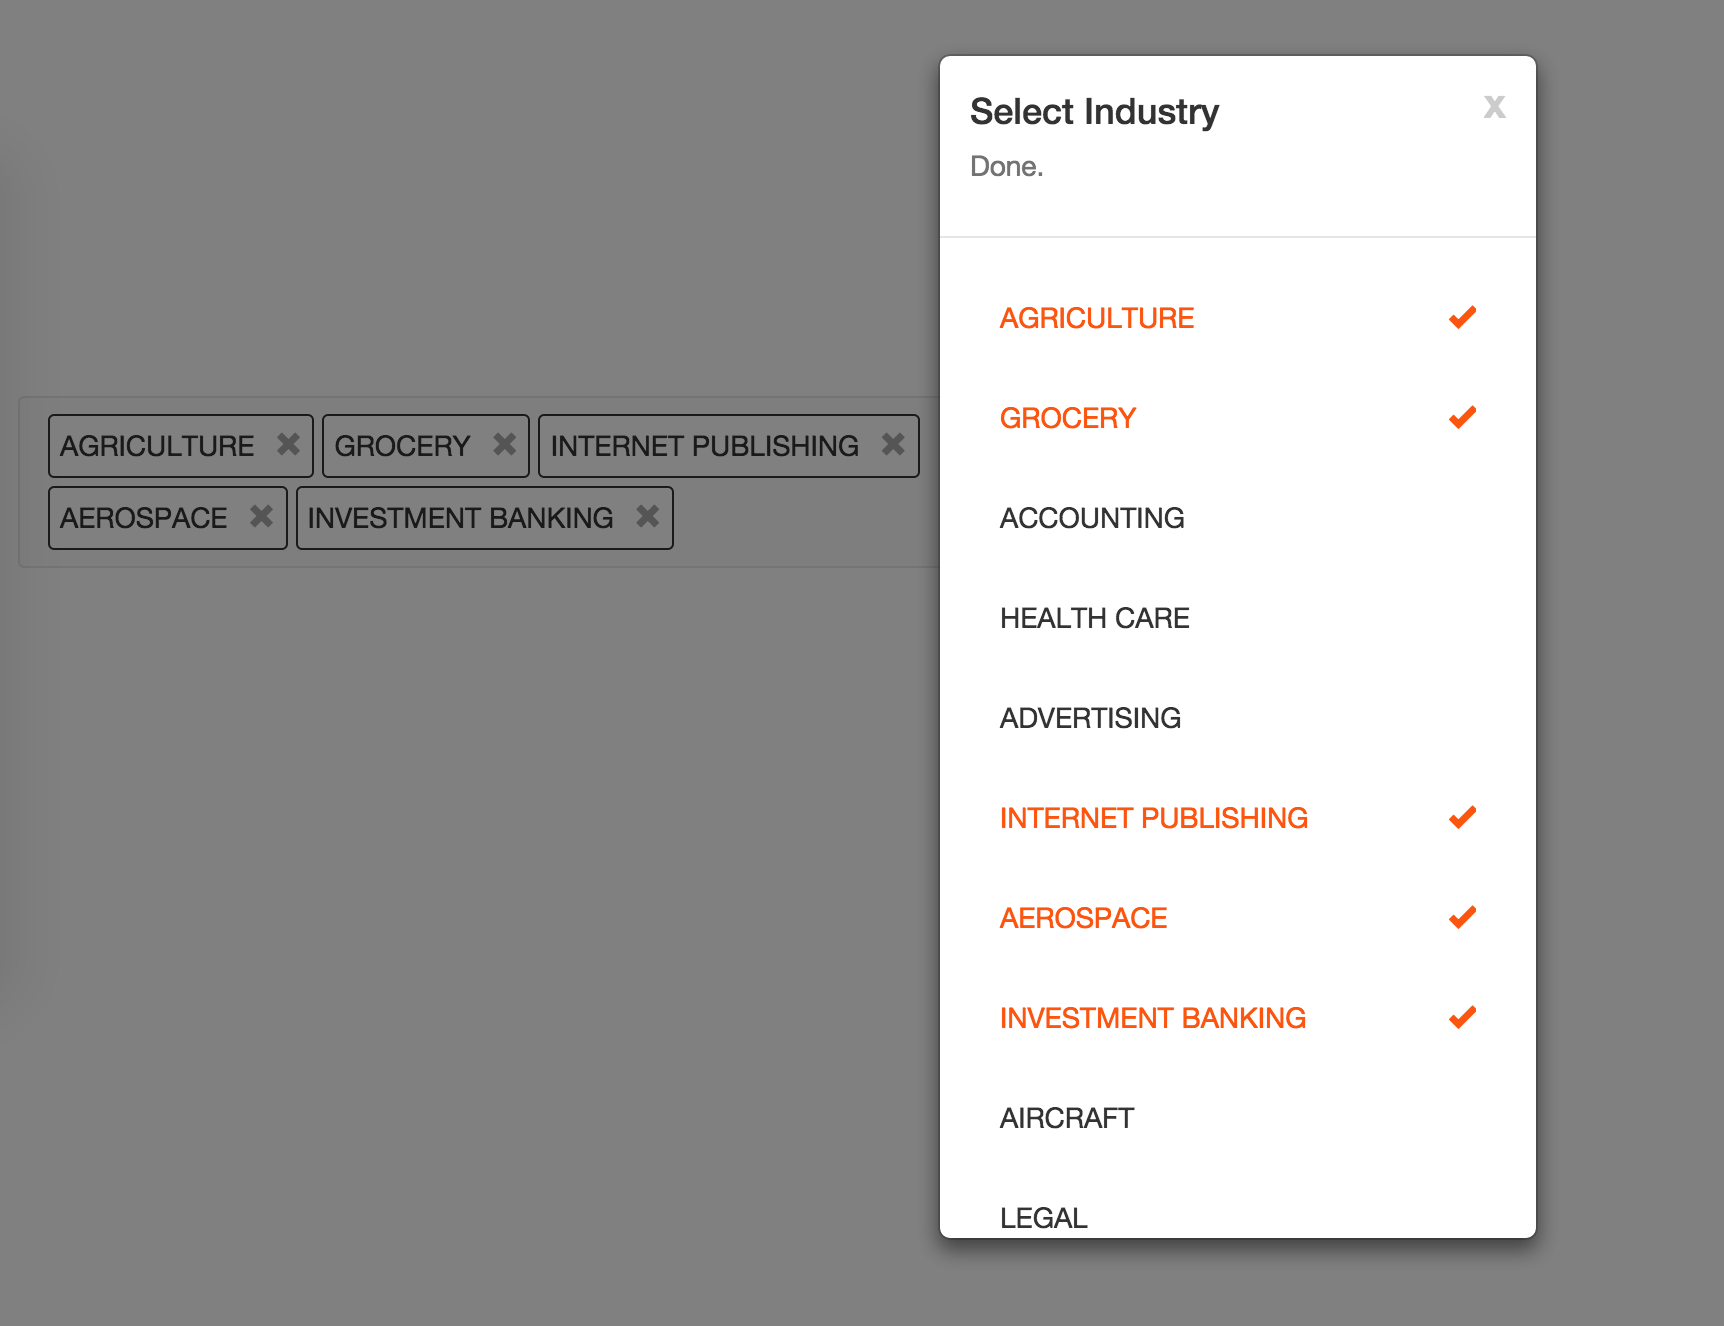 AGRICULTURE ✖ GROCERY ✖ INTERNET PUBLISHING ✖
AEROSPACE ✖ INVESTMENT BANKING ✖
Select Industry x
Done.
AGRICULTURE ✔
GROCERY ✔
ACCOUNTING
HEALTH CARE
ADVERTISING
INTERNET PUBLISHING ✔
AEROSPACE ✔
INVESTMENT BANKING ✔
AIRCRAFT
LEGAL